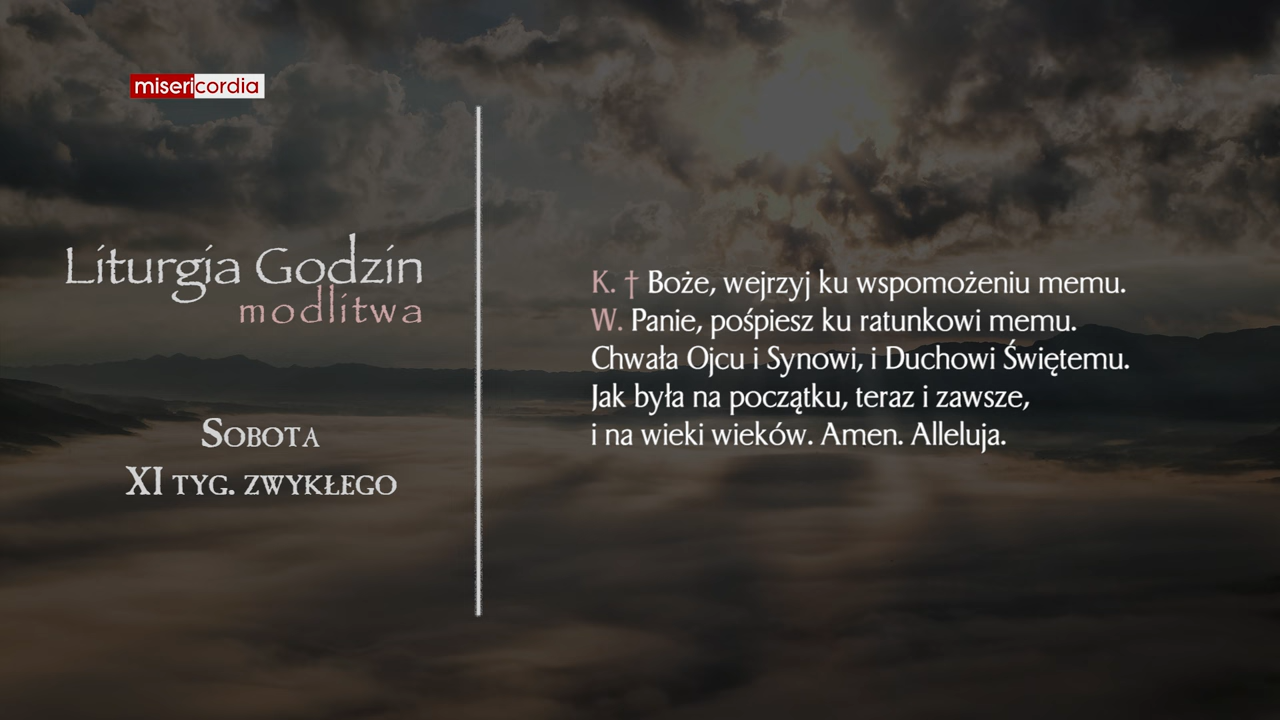 misericordia
Liturgia Godzin
modlitwa
Sobota
XI tyg. zwykłego
K. † Boże, wejrzyj ku wspomożeniu memu.
W. Panie, pośpiesz ku ratunkowi memu.
Chwała Ojcu i Synowi, i Duchowi Świętemu.
Jak była na początku, teraz i zawsze,
i na wieki wieków. Amen. Alleluja.